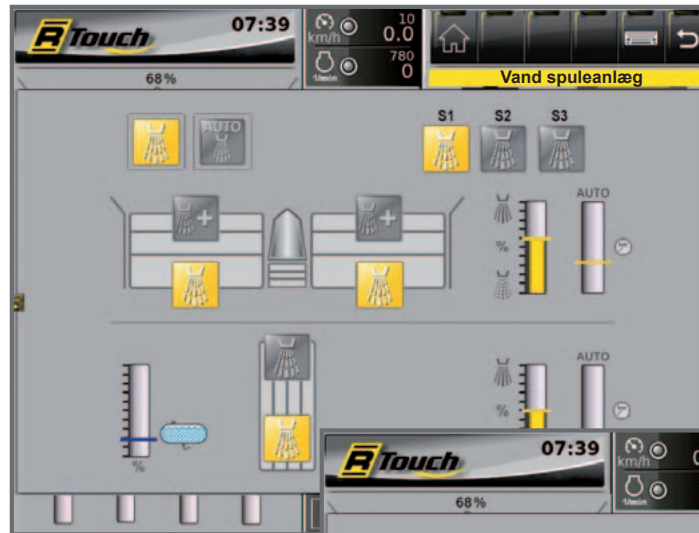 R Touch
07:39
10
km/h 0.0
780
1/min 0
68%
Vand spuleanlæg
AUTO
S1 S2 S3
AUTO
%
AUTO
%
%
R Touch
07:39
km/h
1/min
68%